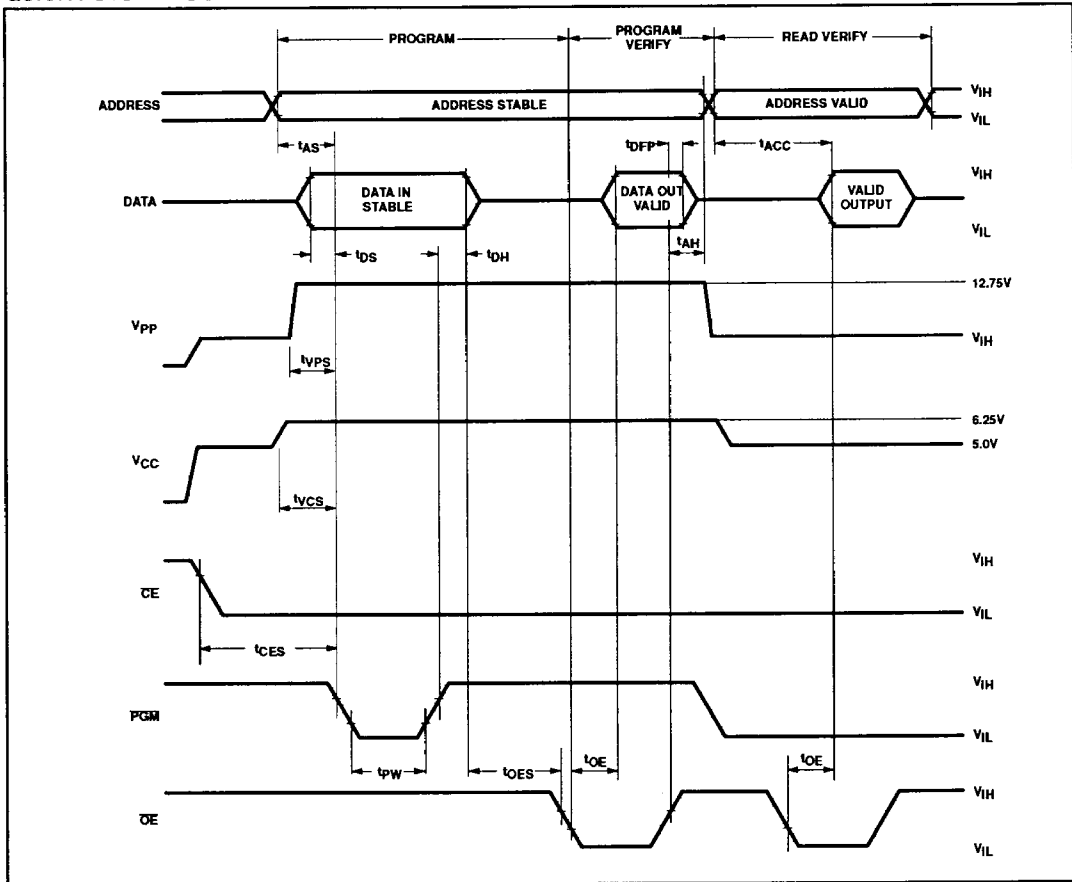 PROGRAM
PROGRAM VERIFY
READ VERIFY
ADDRESS
ADDRESS STABLE
ADDRESS VALID
VIH
VIL
tAS
tDFP
tACC
DATA
DATA IN STABLE
DATA OUT VALID
VALID OUTPUT
VIH
VIL
tDS
tDH
tAH
VPP
12.75V
VIH
tVPS
VCC
6.25V
5.0V
tVCS
CE
VIH
VIL
tCES
PGM
VIH
VIL
tPW
tOES
tOE
tOE
OE
VIH
VIL